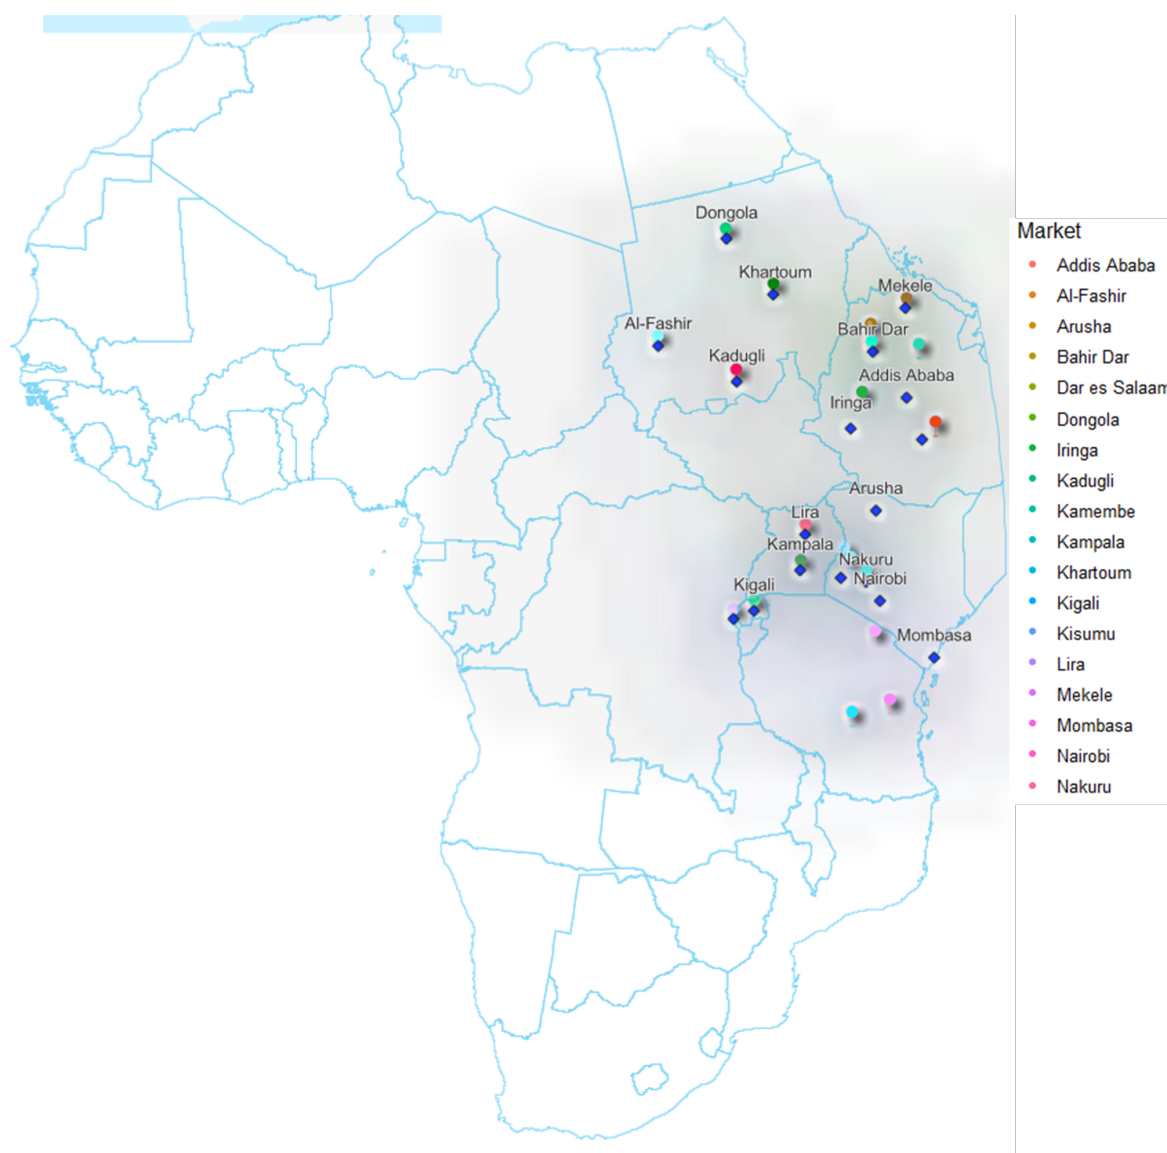 Dongola
Khartoum
Mekele
Al-Fashir
Bahir Dar
Kadugli
Addis Ababa
Iringa
Arusha
Lira
Kampala
Nakuru
Nairobi
Kigali
Mombasa
Market
Addis Ababa
Al-Fashir
Arusha
Bahir Dar
Dar es Salaam
Dongola
Iringa
Kadugli
Kamembe
Kampala
Khartoum
Kigali
Kisumu
Lira
Mekele
Mombasa
Nairobi
Nakuru